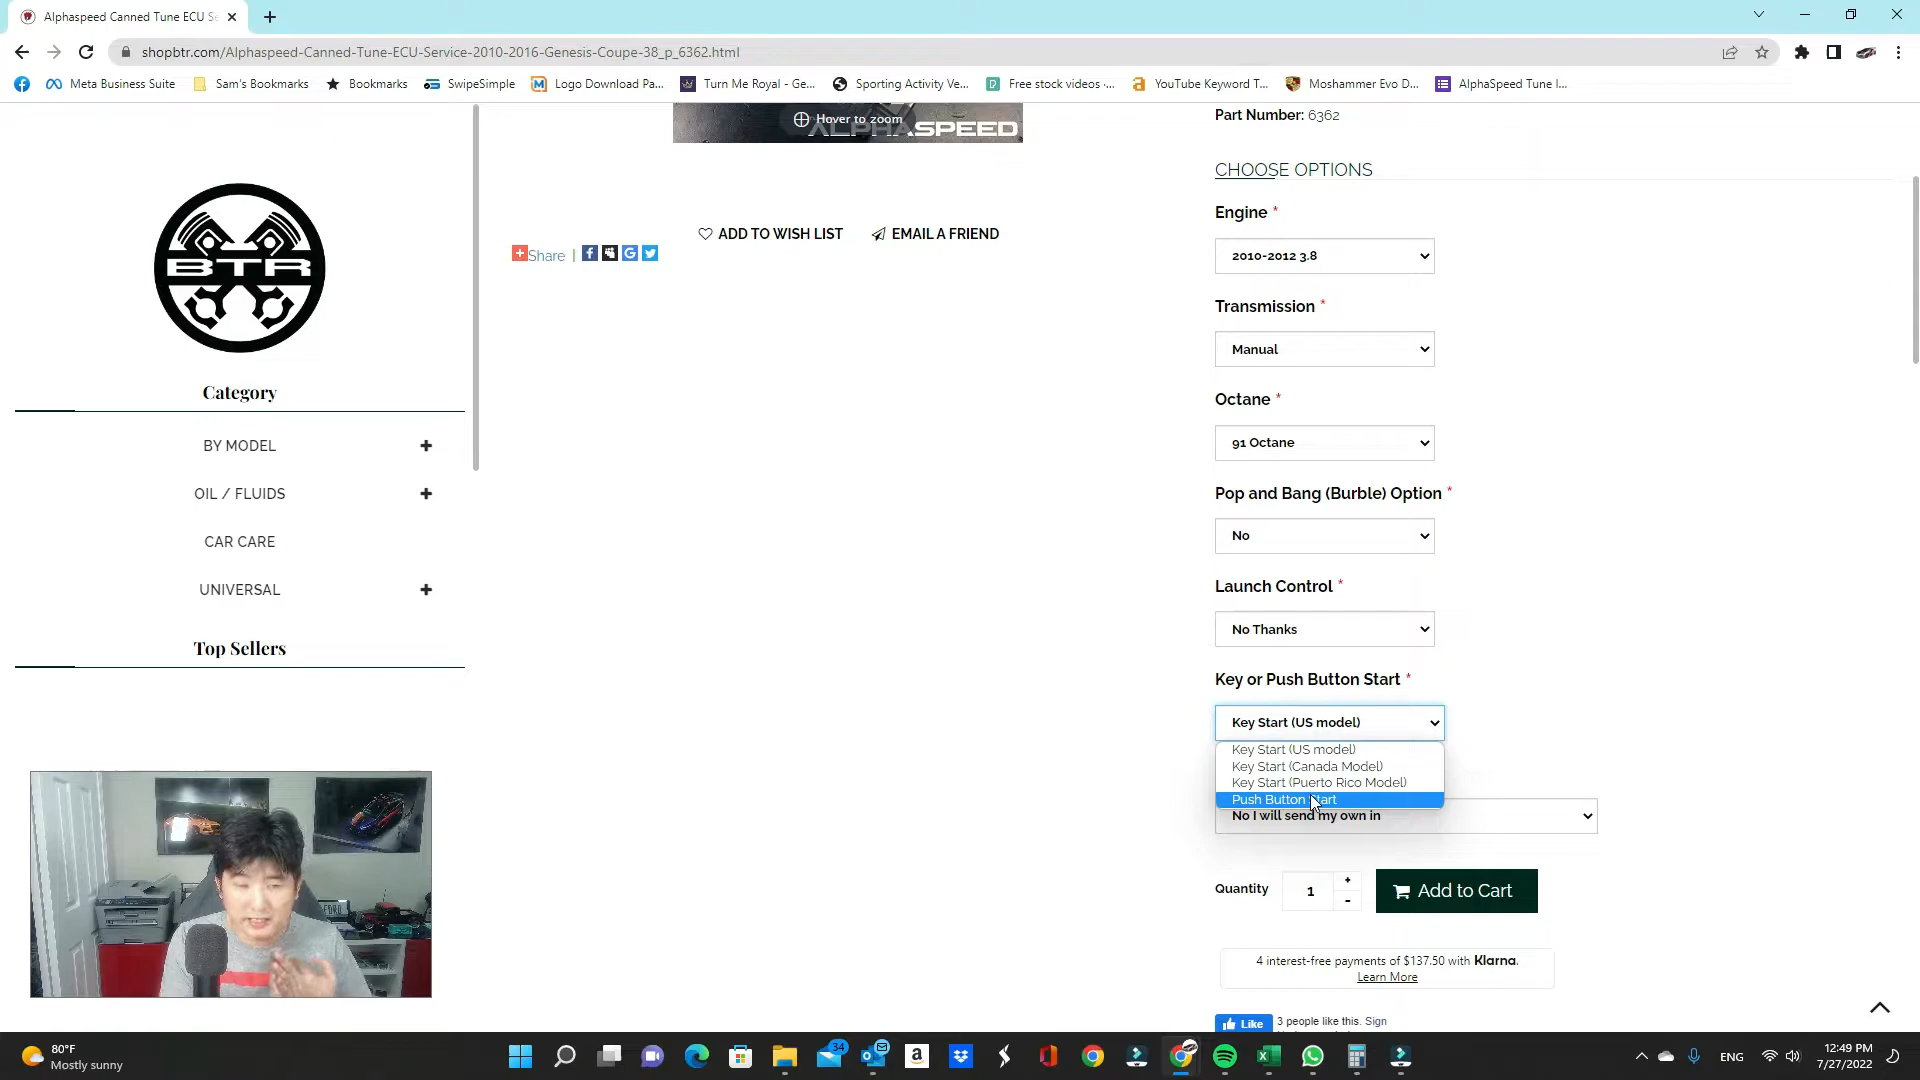 Alphaspeed Canned Tune ECU Se
shopbtr.com/Alphaspeed-Canned-Tune-ECU-Service-2010-2016-Genesis-Coupe-38_p_6362.html
Meta Business Suite
Sam's Bookmarks
Bookmarks
SwipeSimple
Logo Download Pa...
Turn Me Royal - Ge...
Sporting Activity Ve...
Free stock videos -...
YouTube Keyword T...
Moshammer Evo D...
AlphaSpeed Tune I...
Hover to zoom
ALPHASPEED
ADD TO WISH LIST
EMAIL A FRIEND
Share |
BTR
Category
BY MODEL
OIL / FLUIDS
CAR CARE
UNIVERSAL
Top Sellers
Part Number: 6362
CHOOSE OPTIONS
Engine *
2010-2012 3.8
Transmission *
Manual
Octane *
91 Octane
Pop and Bang (Burble) Option *
No
Launch Control *
No Thanks
Key or Push Button Start *
Key Start (US model)
Key Start (US model)
Key Start (Canada Model)
Key Start (Puerto Rico Model)
Push Button Start
No I will send my own in
Quantity
1
+
-
Add to Cart
4 interest-free payments of $137.50 with Klarna.
Learn More
Like
3 people like this. Sign
80°F
Mostly sunny
34
ENG
12:49 PM
7/27/2022